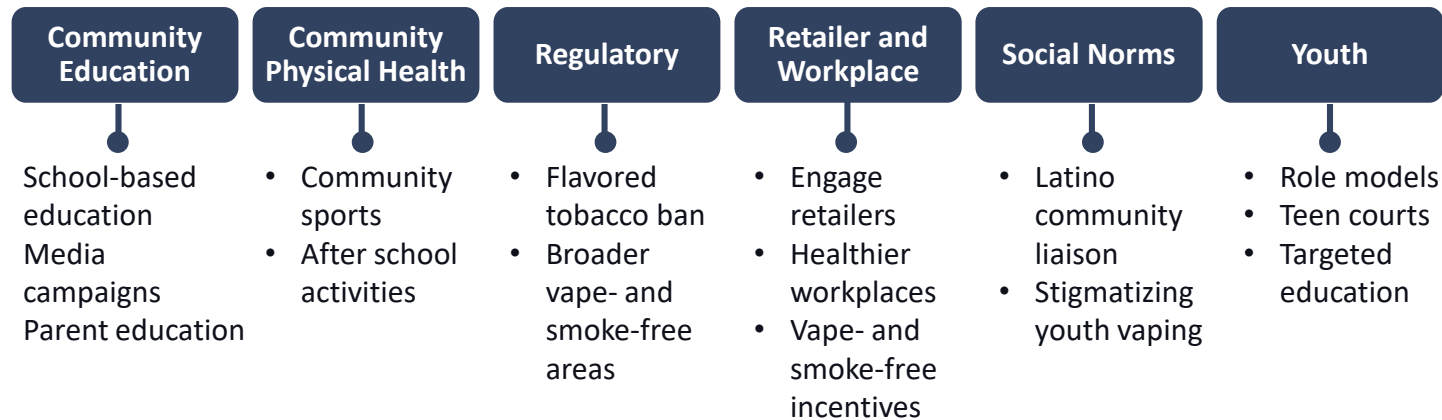 Community
Education
School-based
education
Media
campaigns
Parent education
Community
Physical Health
• Community
sports
• After school
activities
Regulatory
• Flavored
tobacco ban
• Broader
vape- and
smoke-free
areas
Retailer and
Workplace
• Engage
retailers
• Healthier
workplaces
• Vape- and
smoke-free
incentives
Social Norms
• Latino
community
liaison
• Stigmatizing
youth vaping
Youth
• Role models
• Teen courts
• Targeted
education